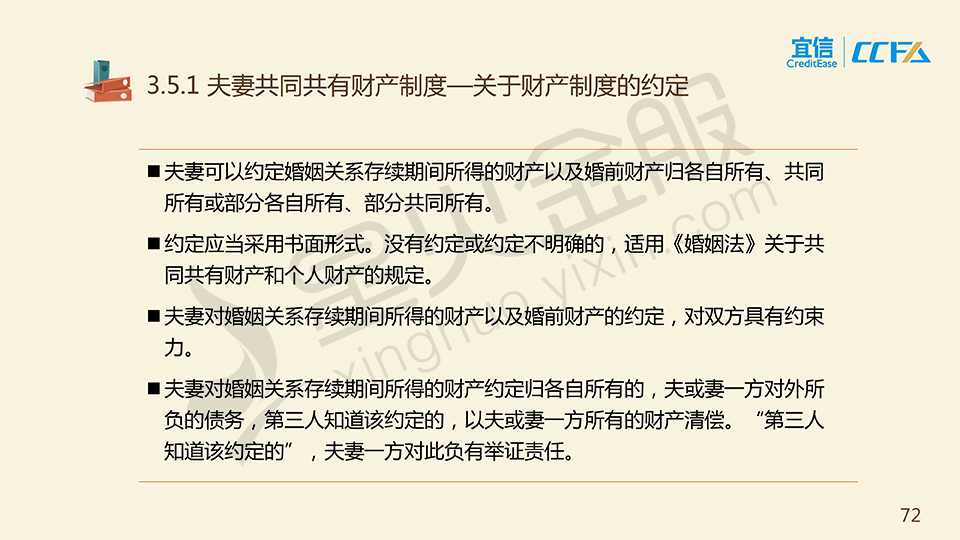 宜信
CreditEase
CCFA
3.5.1 夫妻共同共有财产制度—关于财产制度的约定
■夫妻可以约定婚姻关系存续期间所得的财产以及婚前财产归各自所有、共同
所有或部分各自所有、部分共同所有。
■约定应当采用书面形式。没有约定或约定不明确的，适用《婚姻法》关于共
同共有财产和个人财产的规定。
■夫妻对婚姻关系存续期间所得的财产以及婚前财产的约定，对双方具有约束
力。
■夫妻对婚姻关系存续期间所得的财产约定归各自所有的，夫或妻一方对外所
负的债务，第三人知道该约定的，以夫或妻一方所有的财产清偿。“第三人
知道该约定的”，夫妻一方对此负有举证责任。
星火金服
xinghuo.yixin.com
72